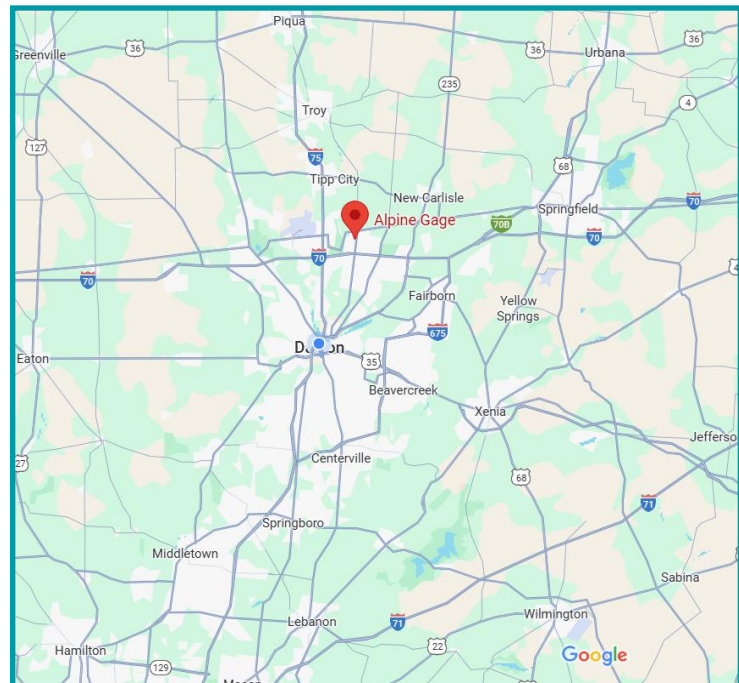 Piqua
36
Greenville
36
Urbana
36
235
4
Troy
127
75
68
Tipp City
New Carlisle
70
Springfield
Alpine Gage
70B
70
70
70
4
Fairborn
Yellow
Springs
675
Eaton
35
Beavercreek
Xenia
Jefferso
27
Centerville
68
71
Springboro
Middletown
Sabina
Wilmington
Lebanon
71
22
Hamilton
129
Google